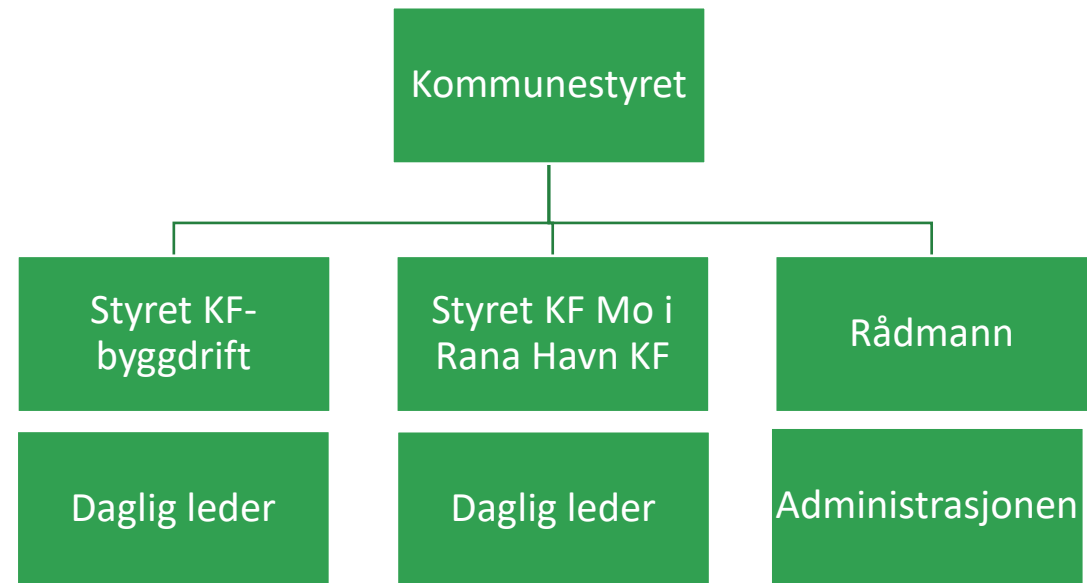 Kommunestyret
Styret KF-
byggdrift
Styret KF Mo i
Rana Havn KF
Rådmann
Daglig leder
Daglig leder
Administrasjonen